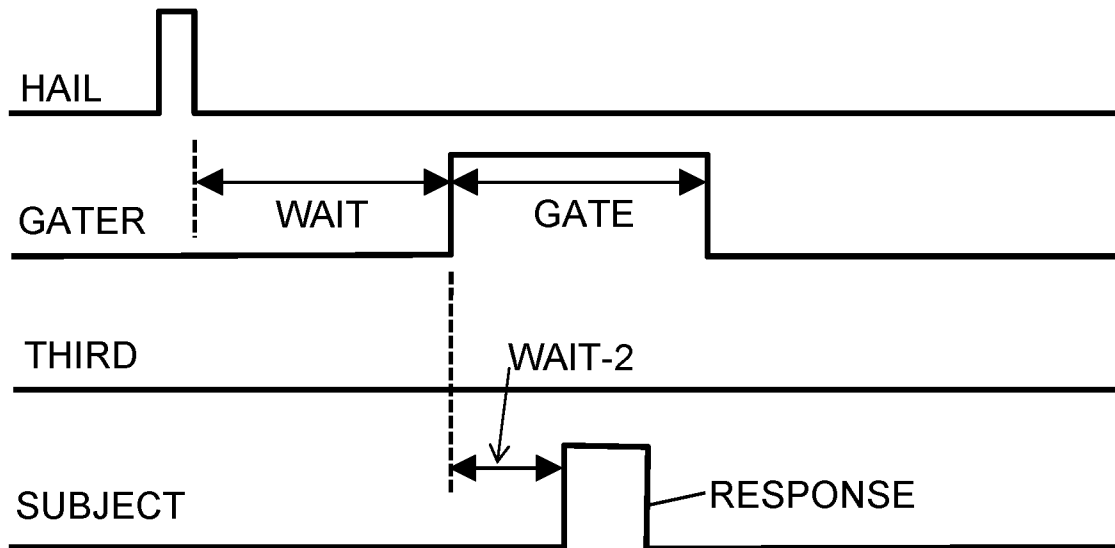 HAIL
WAIT
GATE
GATER
THIRD
WAIT-2
SUBJECT
RESPONSE